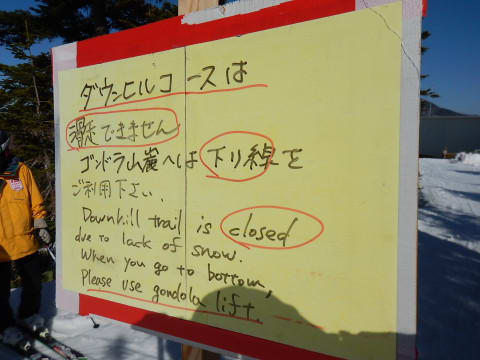 ダウンヒルコースは
滑走できません
ゴンドラ山麓へは下り線を
ご利用下さい.
Downhill trail is closed
due to lack of snow.
When you go to bottom,
Please use gondola lift.